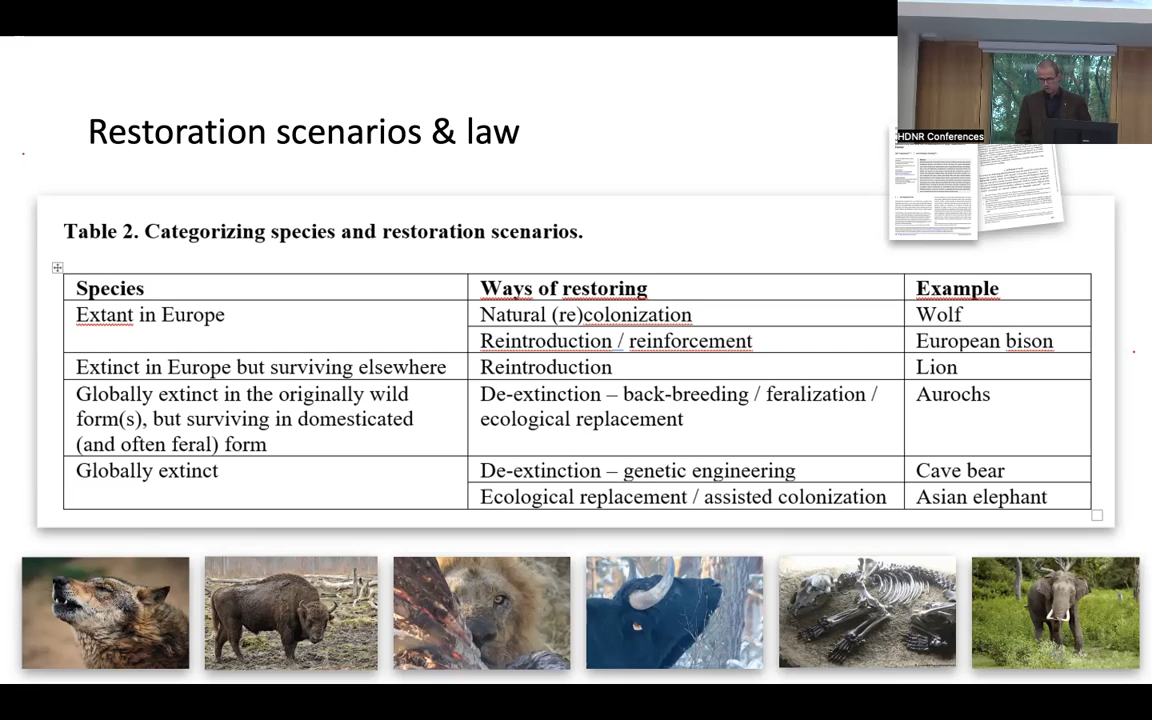 Restoration scenarios & law
HDNR Conferences
Table 2. Categorizing species and restoration scenarios.
Species Ways of restoring Example
Extant in Europe Natural (re)colonization Wolf
Reintroduction / reinforcement European bison
Extinct in Europe but surviving elsewhere Reintroduction Lion
Globally extinct in the originally wild De-extinction – back-breeding / feralization / Aurochs
form(s), but surviving in domesticated ecological replacement
(and often feral) form
Globally extinct De-extinction – genetic engineering Cave bear
Ecological replacement / assisted colonization Asian elephant